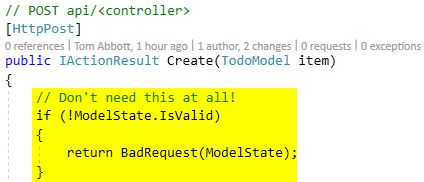 // POST api/<controller>
[HttpPost]
0 references | Tom Abbott, 1 hour ago | 1 author, 2 changes | 0 requests | 0 exceptions
public IActionResult Create(TodoModel item)
{
// Don't need this at all!
if (!ModelState.IsValid)
{
return BadRequest(ModelState);
}